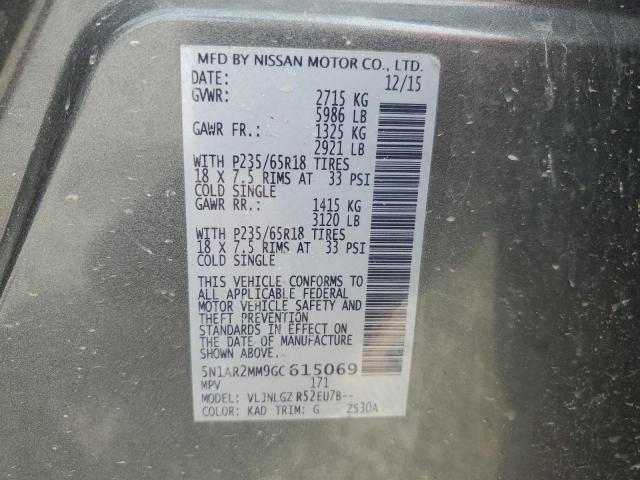 MFD BY NISSAN MOTOR CO., LTD.
DATE: 12/15
GVWR: 2715 KG
5986 LB
GAWR FR.: 1325 KG
2921 LB
WITH P235/65R18 TIRES
18 X 7.5 RIMS AT 33 PSI
COLD SINGLE
GAWR RR.: 1415 KG
3120 LB
WITH P235/65R18 TIRES
18 X 7.5 RIMS AT 33 PSI
COLD SINGLE
THIS VEHICLE CONFORMS TO
ALL APPLICABLE FEDERAL
MOTOR VEHICLE SAFETY AND
THEFT PREVENTION
STANDARDS IN EFFECT ON
THE DATE OF MANUFACTURE
SHOWN ABOVE.
5N1AR2MM9GC615069
MPV 171
MODEL: VLJNLGZ R52EU7B--
COLOR: KAD TRIM: G ZS30A